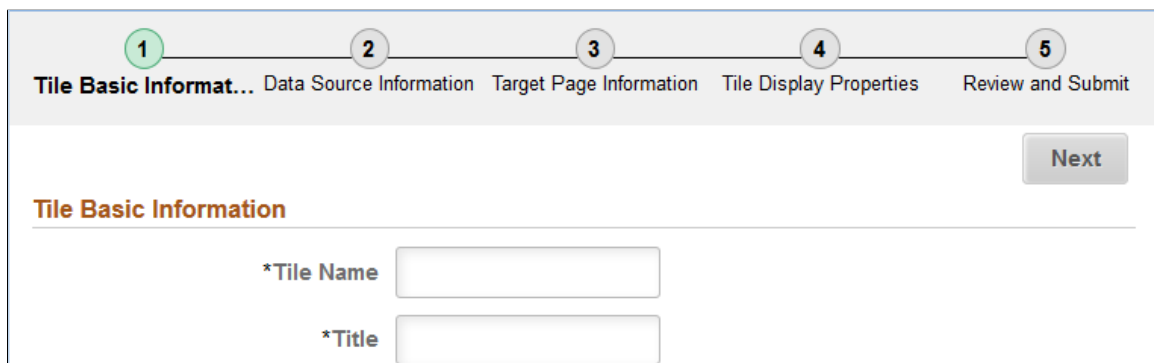 1 2 3 4 5
Tile Basic Informat... Data Source Information Target Page Information Tile Display Properties Review and Submit
Next
Tile Basic Information
*Tile Name
*Title